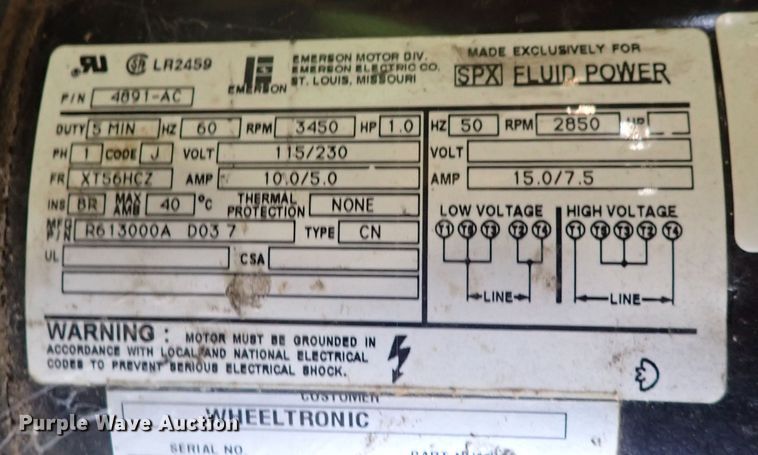 LR2459
EMERSON
EMERSON MOTOR DIV.
EMERSON ELECTRIC CO.
ST. LOUIS, MISSOURI
MADE EXCLUSIVELY FOR
SPX FLUID POWER
P/N 4891-AC
DUTY 5 MIN HZ 60 RPM 3450 HP 1.0
PH 1 CODE J VOLT 115/230
FR XT56HCZ AMP 10.0/5.0
INS BR MAX AMB 40 °C THERMAL PROTECTION NONE
MFG P/N R613000A D03 7 TYPE CN
UL CSA
HZ 50 RPM 2850 HP
VOLT
AMP 15.0/7.5
LOW VOLTAGE HIGH VOLTAGE
T1 T8 T3 T2 T4 T1 T8 T3 T2 T4
LINE LINE
WARNING : MOTOR MUST BE GROUNDED IN
ACCORDANCE WITH LOCAL AND NATIONAL ELECTRICAL
CODES TO PREVENT SERIOUS ELECTRICAL SHOCK.
CUSTOMER
WHEELTRONIC
SERIAL NO
Purple Wave Auction